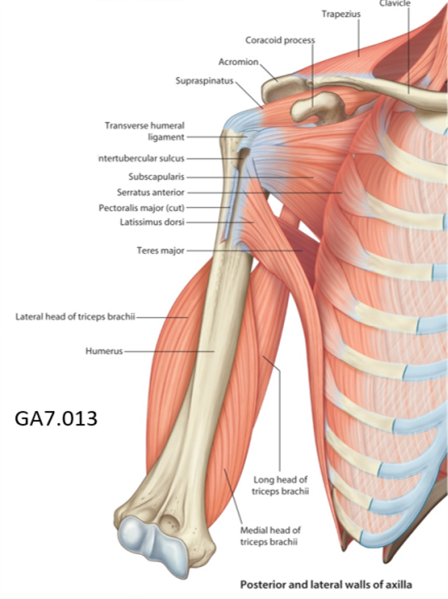 Clavicle
Trapezius
Coracoid process
Acromion
Supraspinatus
Transverse humeral
ligament
ntertubercular sulcus
Subscapularis
Serratus anterior
Pectoralis major (cut)
Latissimus dorsi
Teres major
Lateral head of triceps brachii
Humerus
GA7.013
Long head of
triceps brachii
Medial head of
triceps brachii
Posterior and lateral walls of axilla